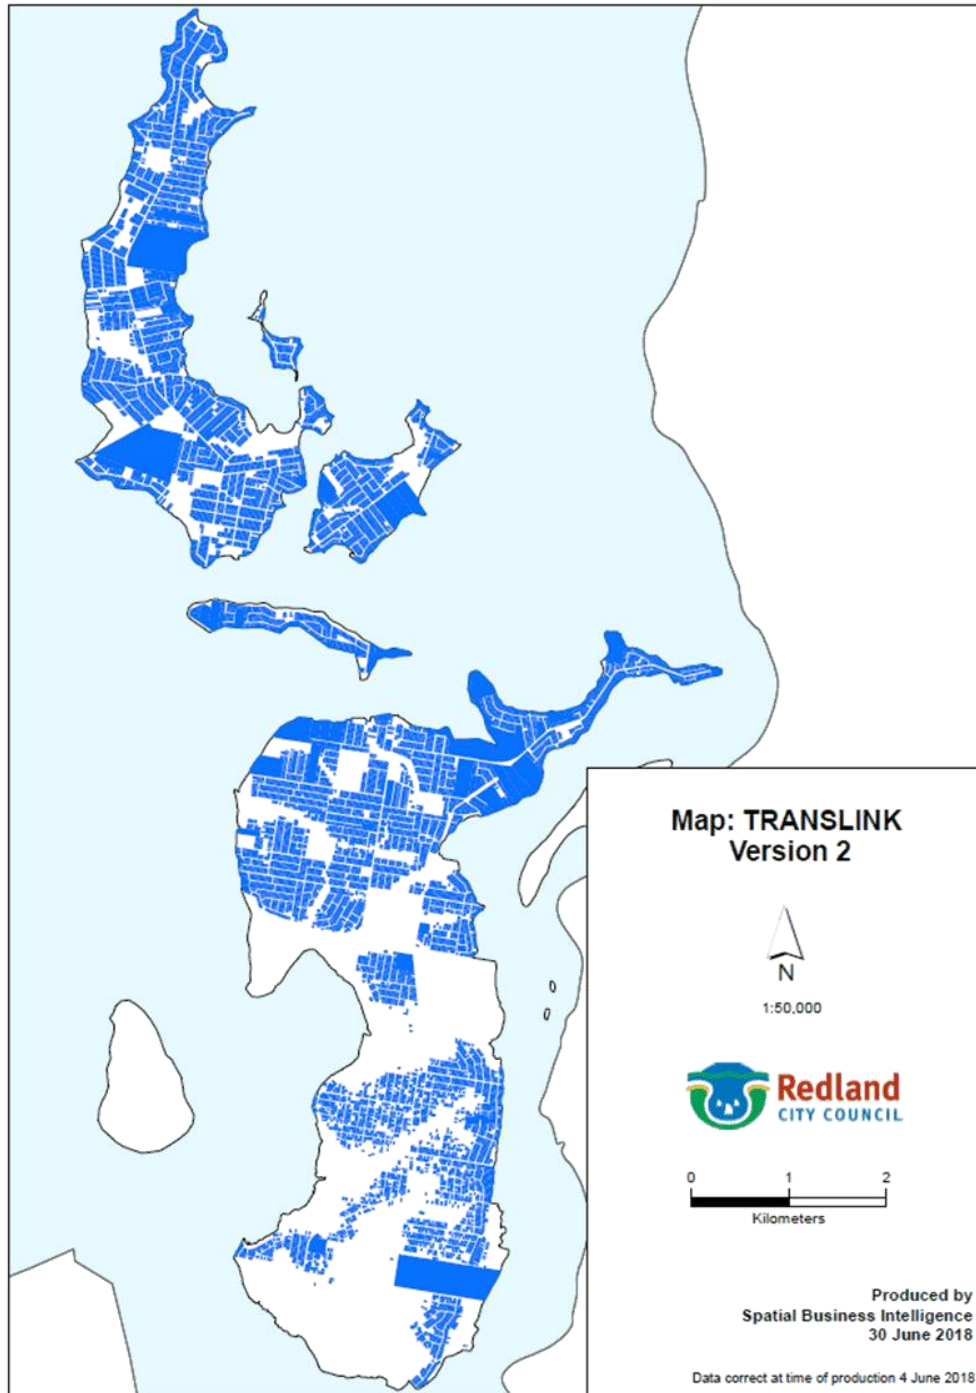 Map: TRANSLINK
Version 2
N
1:50,000
Redland
CITY COUNCIL
0 1 2
Kilometers
Produced by
Spatial Business Intelligence
30 June 2018
Data correct at time of production 4 June 2018